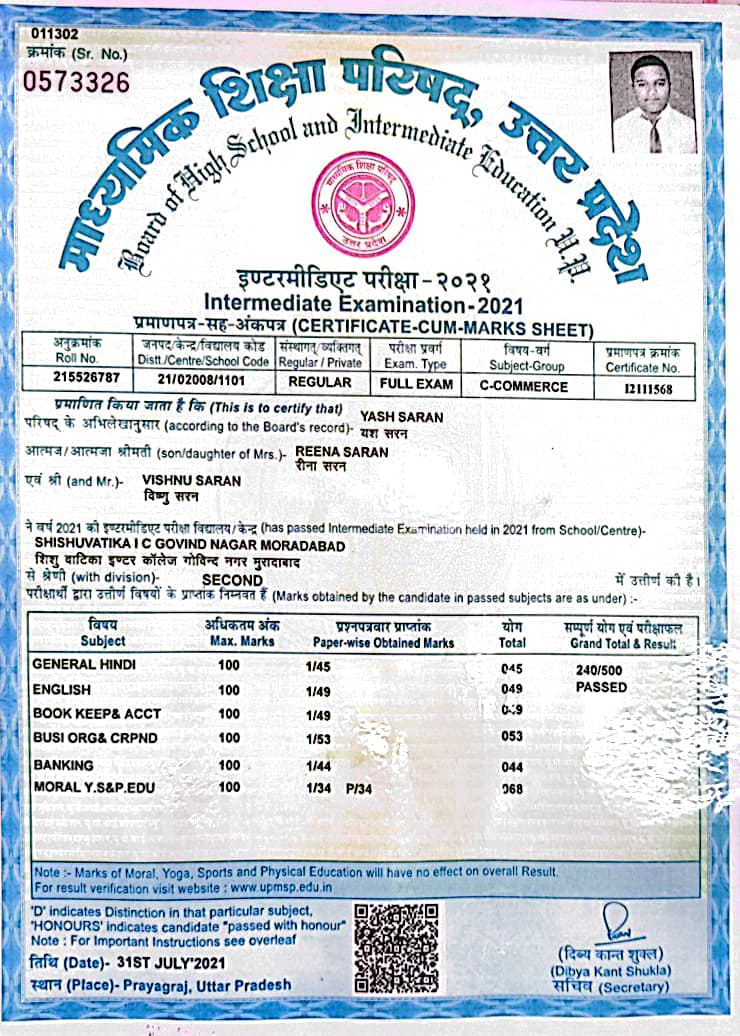 011302
क्रमांक (Sr. No.)
0573326
माध्यमिक शिक्षा परिषद्, उत्तर प्रदेश
Board of High School and Intermediate Education U.P.
माध्यमिक शिक्षा परिषद्
उत्तर प्रदेश
इण्टरमीडिएट परीक्षा-२०२१
Intermediate Examination-2021
प्रमाणपत्र-सह-अंकपत्र (CERTIFICATE-CUM-MARKS SHEET)
अनुक्रमांक जनपद/केन्द्र/विद्यालय कोड संस्थागत/व्यक्तिगत् परीक्षा प्रवर्ग विषय-वर्ग प्रमाणपत्र क्रमांक
Roll No. Distt./Centre/School Code Regular / Private Exam. Type Subject-Group Certificate No.
215526787 21/02008/1101 REGULAR FULL EXAM C-COMMERCE I2111568
प्रमाणित किया जाता है कि (This is to certify that) YASH SARAN
परिषद के अभिलेखानुसार (according to the Board's record)- यश सरन
आत्मज/आत्मजा श्रीमती (son/daughter of Mrs.)- REENA SARAN
रीना सरन
एवं श्री (and Mr.)- VISHNU SARAN
विष्णु सरन
ने वर्ष 2021 की इण्टरमीडिएट परीक्षा विद्यालय/केन्द्र (has passed Intermediate Examination held in 2021 from School/Centre)-
SHISHUVATIKA I C GOVIND NAGAR MORADABAD
शिशु वाटिका इण्टर कॉलेज गोविन्द नगर मुरादाबाद
से श्रेणी (with division)- SECOND में उत्तीर्ण की है।
परीक्षार्थी द्वारा उत्तीर्ण विषयों के प्राप्तांक निम्नवत हैं (Marks obtained by the candidate in passed subjects are as under) :-
विषय अधिकतम अंक प्रश्नपत्रवार प्राप्तांक योग सम्पूर्ण योग एवं परीक्षाफल
Subject Max. Marks Paper-wise Obtained Marks Total Grand Total & Result
GENERAL HINDI 100 1/45 045 240/500
ENGLISH 100 1/49 049 PASSED
BOOK KEEP& ACCT 100 1/49
BUSI ORG& CRPND 100 1/53 053
BANKING 100 1/44 044
MORAL Y.S&P.EDU 100 1/34 P/34 068
Note :- Marks of Moral, Yoga, Sports and Physical Education will have no effect on overall Result.
For result verification visit website : www.upmsp.edu.in
'D' indicates Distinction in that particular subject,
'HONOURS' indicates candidate "passed with honour"
Note : For Important Instructions see overleaf
तिथि (Date)- 31ST JULY'2021
स्थान (Place)- Prayagraj, Uttar Pradesh
(दिब्य कान्त शुक्ल)
(Dibya Kant Shukla)
सचिव (Secretary)